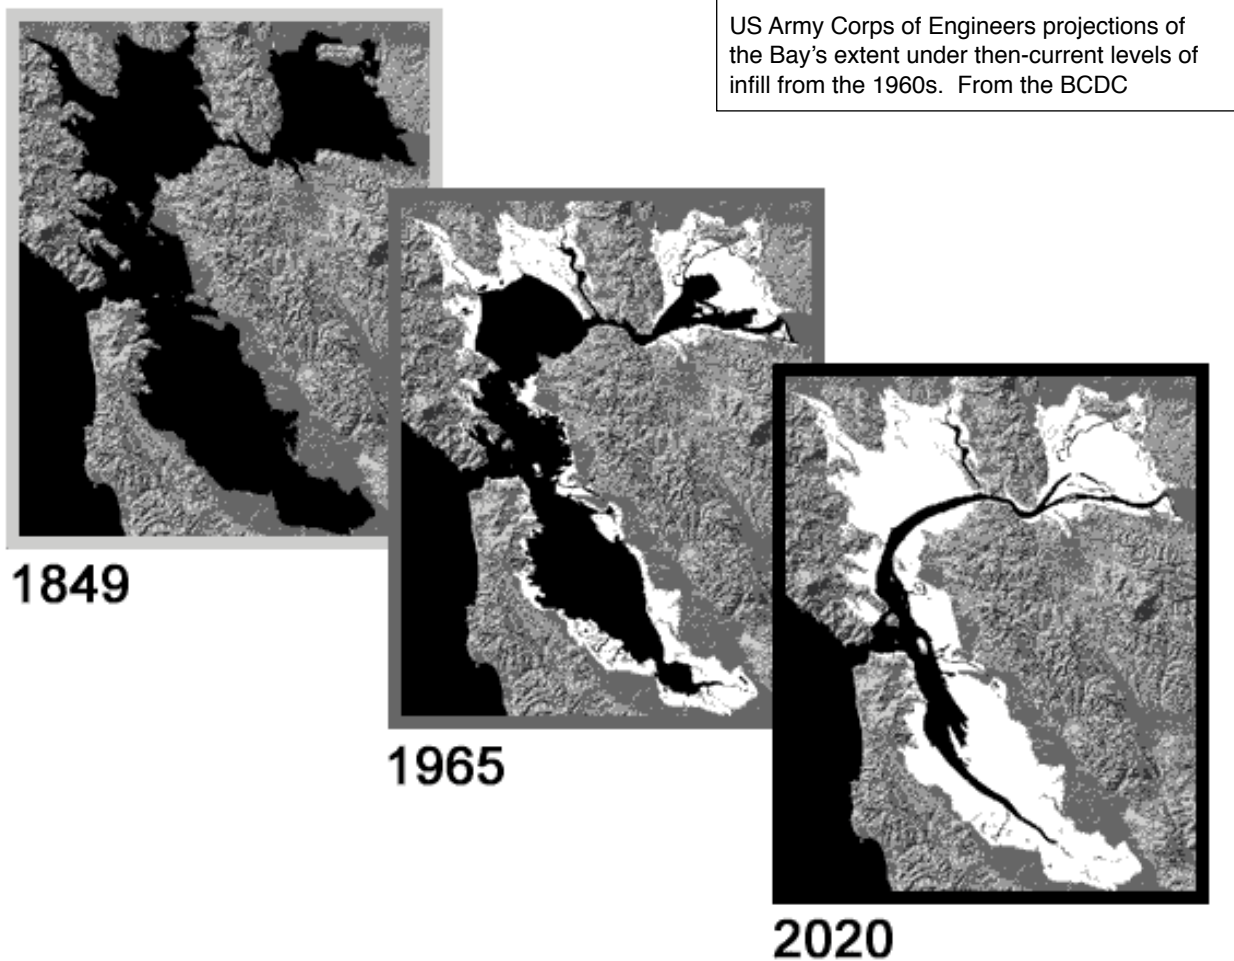 US Army Corps of Engineers projections of
the Bay's extent under then-current levels of
infill from the 1960s.  From the BCDC
1849
1965
2020